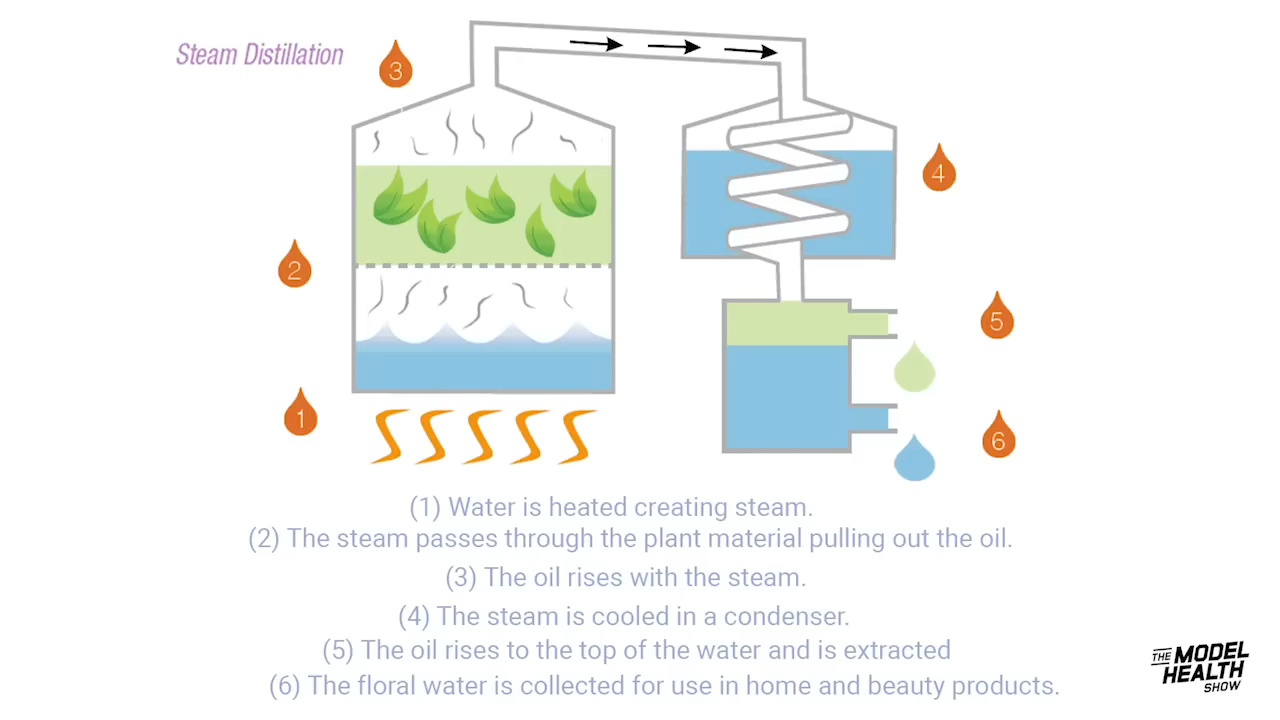 Steam Distillation
3
4
2
5
1
6
(1) Water is heated creating steam.
(2) The steam passes through the plant material pulling out the oil.
(3) The oil rises with the steam.
(4) The steam is cooled in a condenser.
(5) The oil rises to the top of the water and is extracted
(6) The floral water is collected for use in home and beauty products.
THE MODEL
HEALTH
SHOW